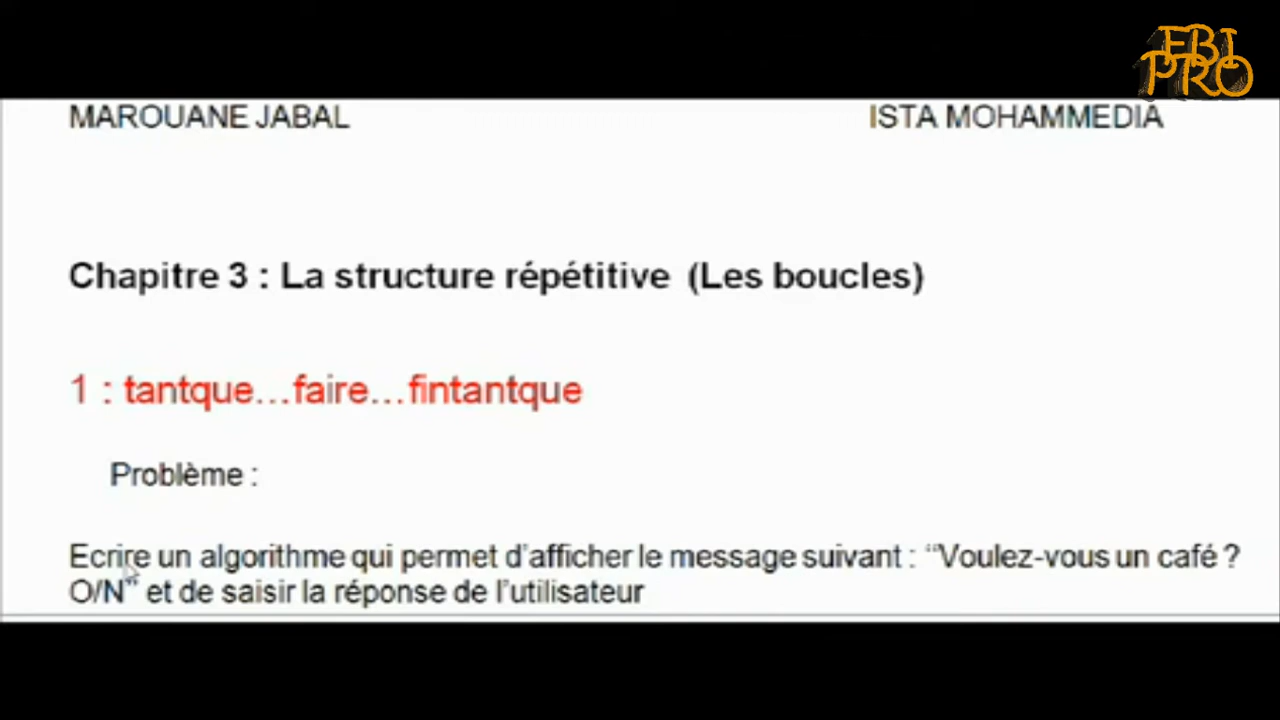 FBI
PRO
MAROUANE JABAL ISTA MOHAMMEDIA
Chapitre 3 : La structure répétitive (Les boucles)
1 : tantque...faire...fintantque
Problème :
Ecrire un algorithme qui permet d’afficher le message suivant : “Voulez-vous un café ?
O/N” et de saisir la réponse de l’utilisateur